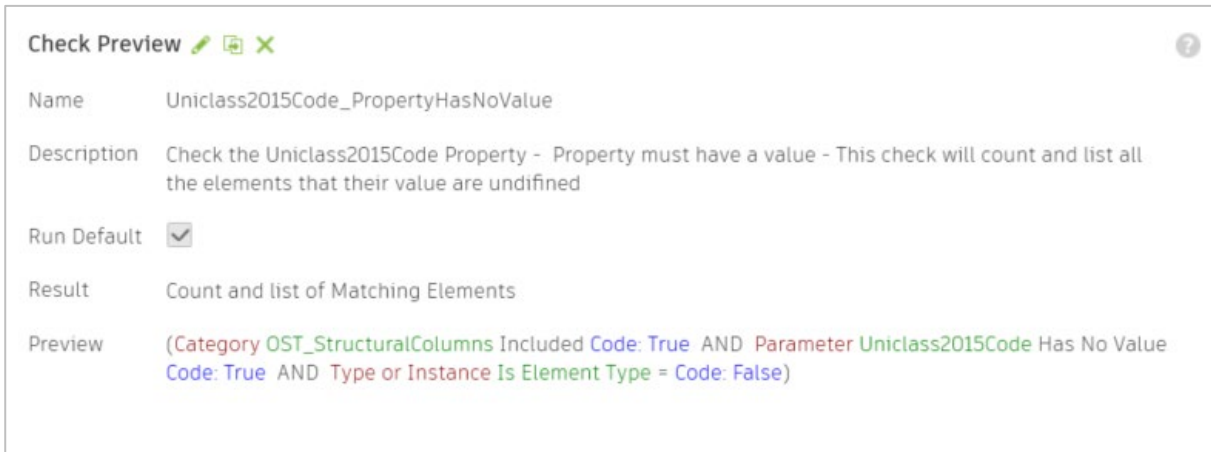 Check Preview
Name Uniclass2015Code_PropertyHasNoValue
Description Check the Uniclass2015Code Property - Property must have a value - This check will count and list all
the elements that their value are undifined
Run Default
Result Count and list of Matching Elements
Preview (Category OST_StructuralColumns Included Code: True AND Parameter Uniclass2015Code Has No Value
Code: True AND Type or Instance Is Element Type = Code: False)